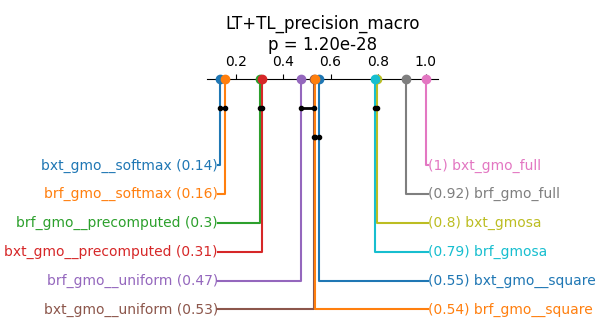 LT+TL_precision_macro
p = 1.20e-28
0.2 0.4 0.6 0.8 1.0
bxt_gmo__softmax (0.14)
(1) bxt_gmo_full
brf_gmo__softmax (0.16)
(0.92) brf_gmo_full
brf_gmo__precomputed (0.3)
(0.8) bxt_gmosa
bxt_gmo__precomputed (0.31)
(0.79) brf_gmosa
brf_gmo__uniform (0.47)
(0.55) bxt_gmo__square
bxt_gmo__uniform (0.53)
(0.54) brf_gmo__square